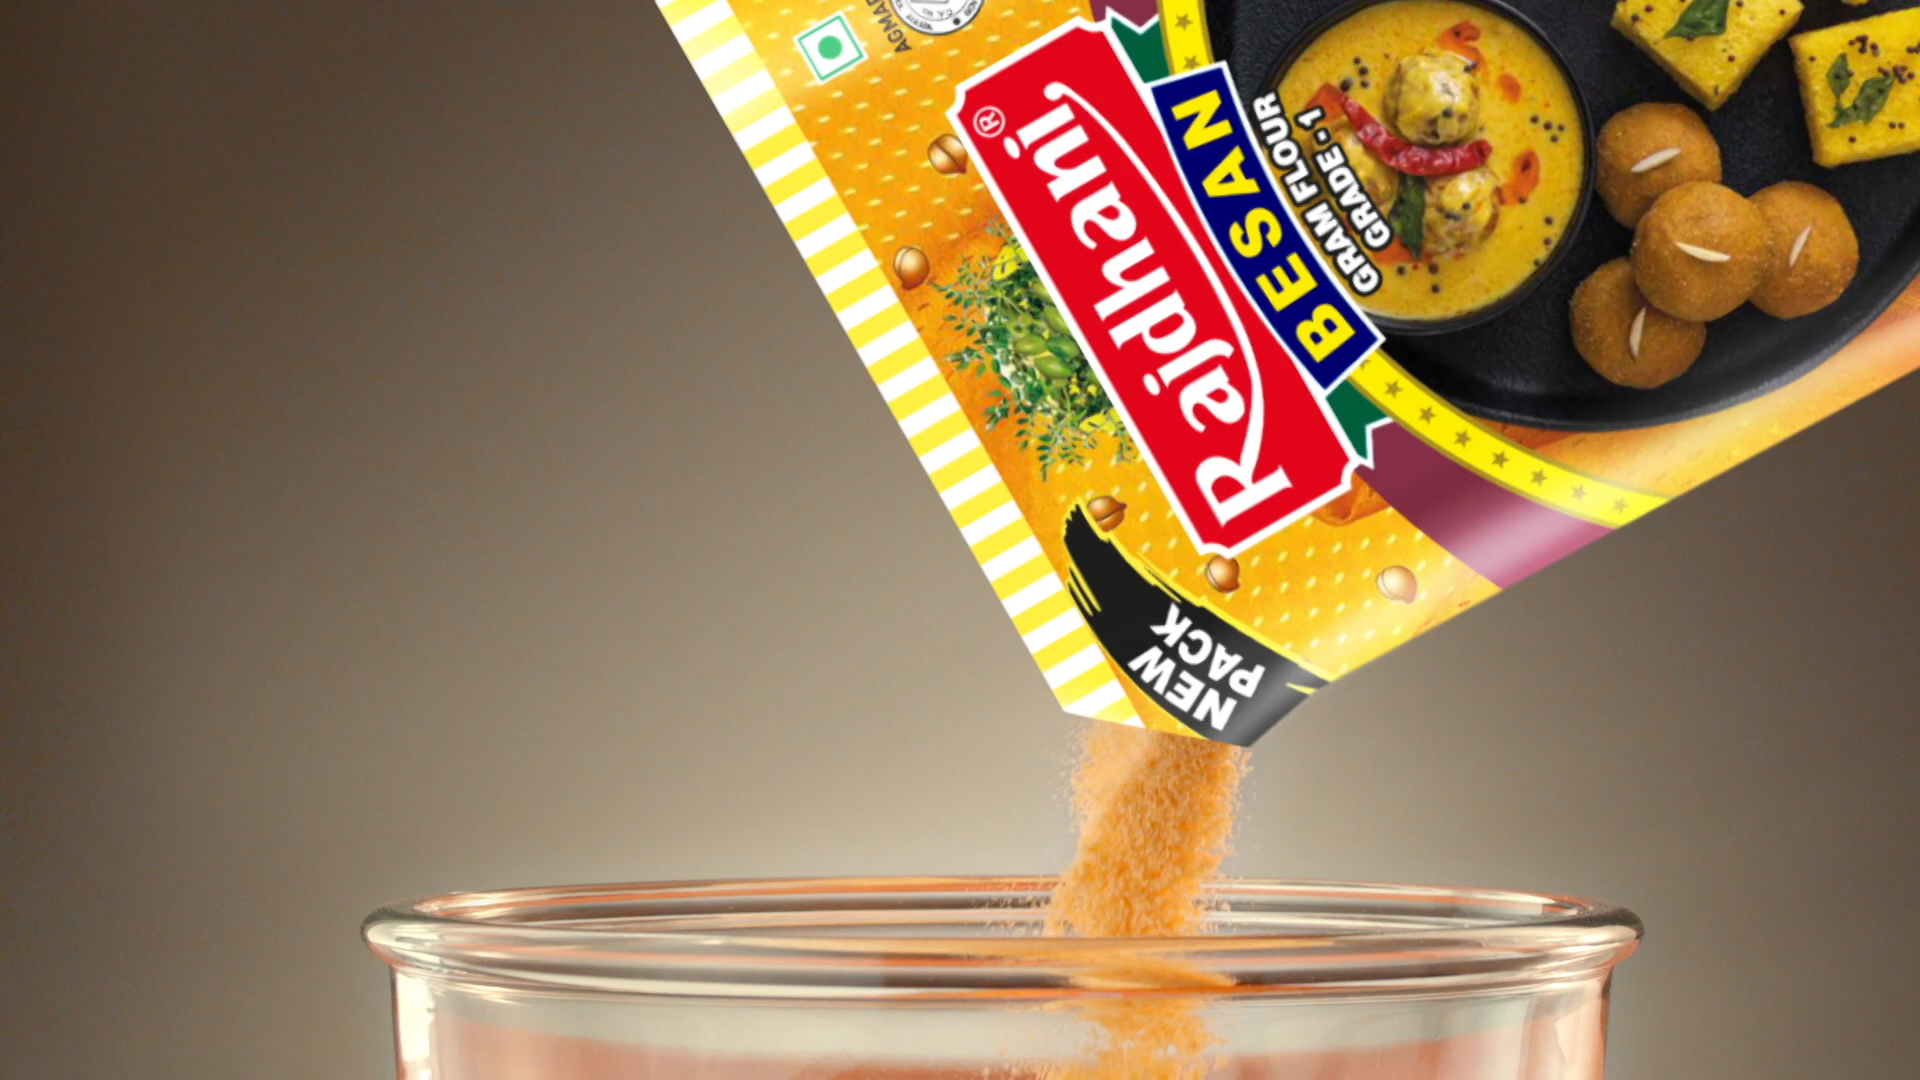 Rajdhani®
BESAN
GRAM FLOUR
GRADE - 1
NEW
PACK